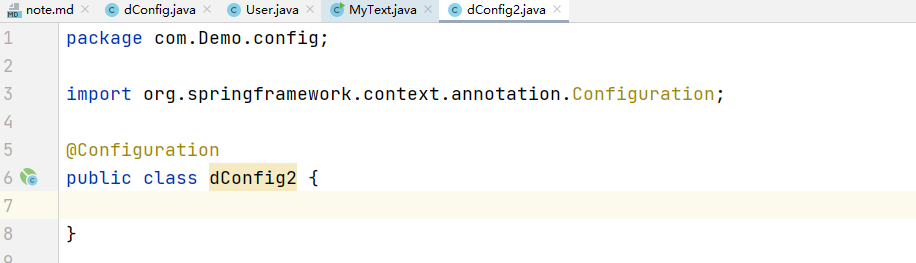 note.md dConfig.java User.java MyText.java dConfig2.java
1 package com.Demo.config;
2
3 import org.springframework.context.annotation.Configuration;
4
5 @Configuration
6 public class dConfig2 {
7
8 }
9